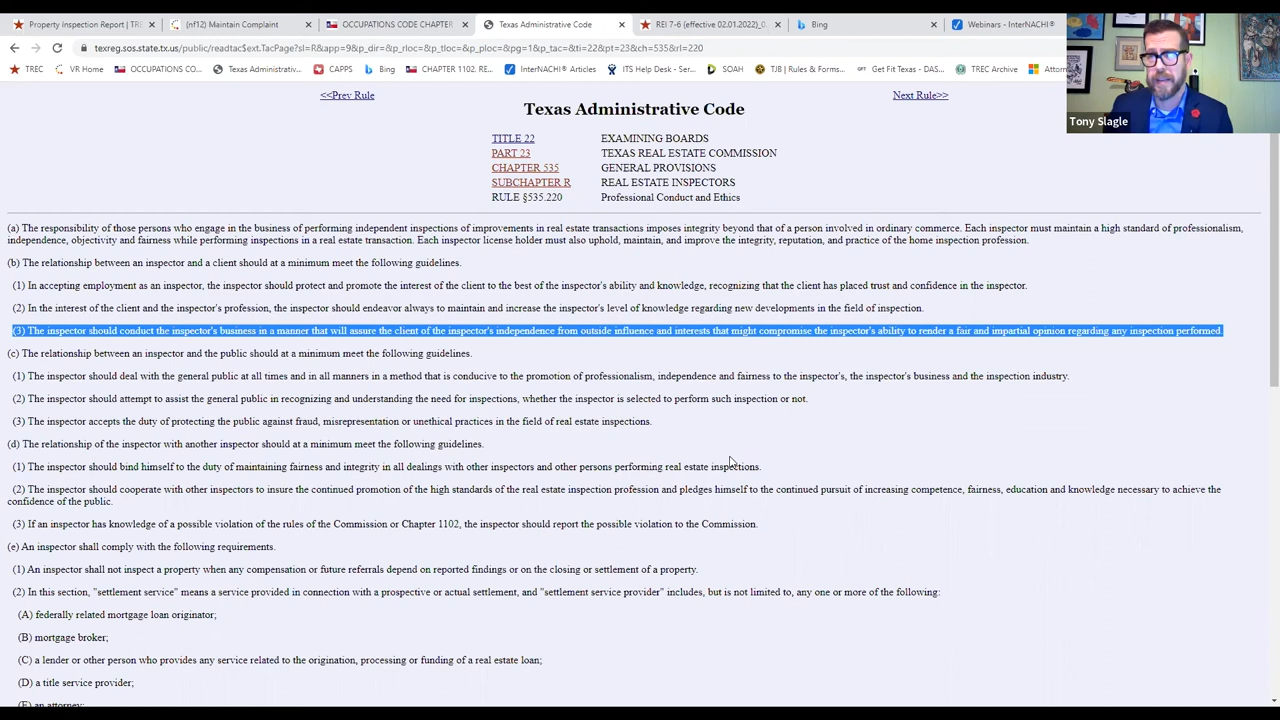 Property Inspection Report | TRE
(nf12) Maintain Complaint
OCCUPATIONS CODE CHAPTER
Texas Administrative Code
REI 7-6 (effective 02.01.2022)_0
Bing
Webinars - InterNACHI®
texreg.sos.state.tx.us/public/readtac$ext.TacPage?sl=R&app=9&p_dir=&p_rloc=&p_tloc=&p_ploc=&pg=1&p_tac=&ti=22&pt=23&ch=535&rl=220
TREC
VR Home
OCCUPATIONS CO...
Texas Administrativ...
CAPPS
Bing
CHAPTER 1102. RE...
InterNACHI® Articles
ITS Help Desk - Ser...
SOAH
TJB | Rules & Forms...
Get Fit Texas - DAS...
TREC Archive
Attorn
Tony Slagle
<<Prev Rule
Next Rule>>
Texas Administrative Code
TITLE 22 EXAMINING BOARDS
PART 23 TEXAS REAL ESTATE COMMISSION
CHAPTER 535 GENERAL PROVISIONS
SUBCHAPTER R REAL ESTATE INSPECTORS
RULE §535.220 Professional Conduct and Ethics
(a) The responsibility of those persons who engage in the business of performing independent inspections of improvements in real estate transactions imposes integrity beyond that of a person involved in ordinary commerce. Each inspector must maintain a high standard of professionalism,
independence, objectivity and fairness while performing inspections in a real estate transaction. Each inspector license holder must also uphold, maintain, and improve the integrity, reputation, and practice of the home inspection profession.
(b) The relationship between an inspector and a client should at a minimum meet the following guidelines.
(1) In accepting employment as an inspector, the inspector should protect and promote the interest of the client to the best of the inspector's ability and knowledge, recognizing that the client has placed trust and confidence in the inspector.
(2) In the interest of the client and the inspector's profession, the inspector should endeavor always to maintain and increase the inspector's level of knowledge regarding new developments in the field of inspection.
(3) The inspector should conduct the inspector's business in a manner that will assure the client of the inspector's independence from outside influence and interests that might compromise the inspector's ability to render a fair and impartial opinion regarding any inspection performed.
(c) The relationship between an inspector and the public should at a minimum meet the following guidelines.
(1) The inspector should deal with the general public at all times and in all manners in a method that is conducive to the promotion of professionalism, independence and fairness to the inspector's, the inspector's business and the inspection industry.
(2) The inspector should attempt to assist the general public in recognizing and understanding the need for inspections, whether the inspector is selected to perform such inspection or not.
(3) The inspector accepts the duty of protecting the public against fraud, misrepresentation or unethical practices in the field of real estate inspections.
(d) The relationship of the inspector with another inspector should at a minimum meet the following guidelines.
(1) The inspector should bind himself to the duty of maintaining fairness and integrity in all dealings with other inspectors and other persons performing real estate inspections.
(2) The inspector should cooperate with other inspectors to insure the continued promotion of the high standards of the real estate inspection profession and pledges himself to the continued pursuit of increasing competence, fairness, education and knowledge necessary to achieve the
confidence of the public.
(3) If an inspector has knowledge of a possible violation of the rules of the Commission or Chapter 1102, the inspector should report the possible violation to the Commission.
(e) An inspector shall comply with the following requirements.
(1) An inspector shall not inspect a property when any compensation or future referrals depend on reported findings or on the closing or settlement of a property.
(2) In this section, "settlement service" means a service provided in connection with a prospective or actual settlement, and "settlement service provider" includes, but is not limited to, any one or more of the following:
(A) federally related mortgage loan originator;
(B) mortgage broker;
(C) a lender or other person who provides any service related to the origination, processing or funding of a real estate loan;
(D) a title service provider;
(E) an attorney;